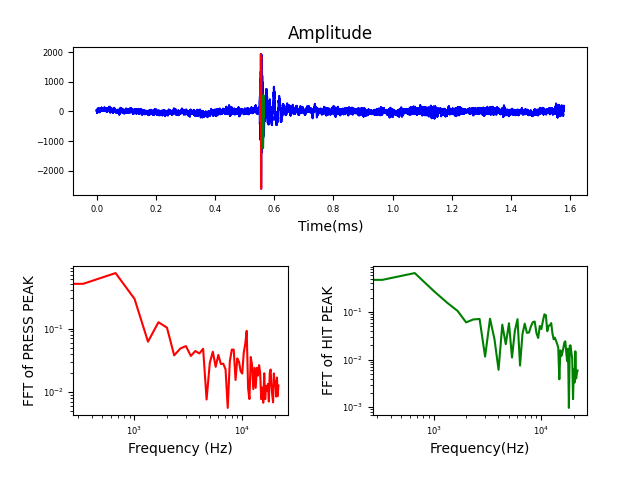 Amplitude
2000
1000
0
−1000
−2000
0.0 0.2 0.4 0.6 0.8 1.0 1.2 1.4 1.6
Time(ms)
FFT of PRESS PEAK
10⁻¹
10⁻²
10³ 10⁴
Frequency (Hz)
FFT of HIT PEAK
10⁻¹
10⁻²
10⁻³
10³ 10⁴
Frequency(Hz)